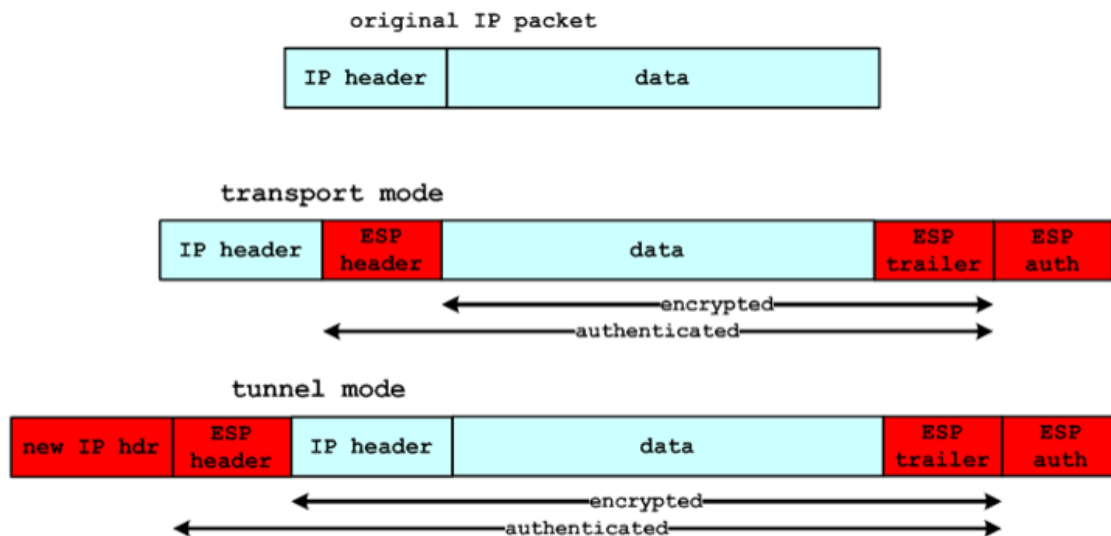 original IP packet
IP header data
transport mode
IP header ESP header data ESP trailer ESP auth
encrypted
authenticated
tunnel mode
new IP hdr ESP header IP header data ESP trailer ESP auth
encrypted
authenticated